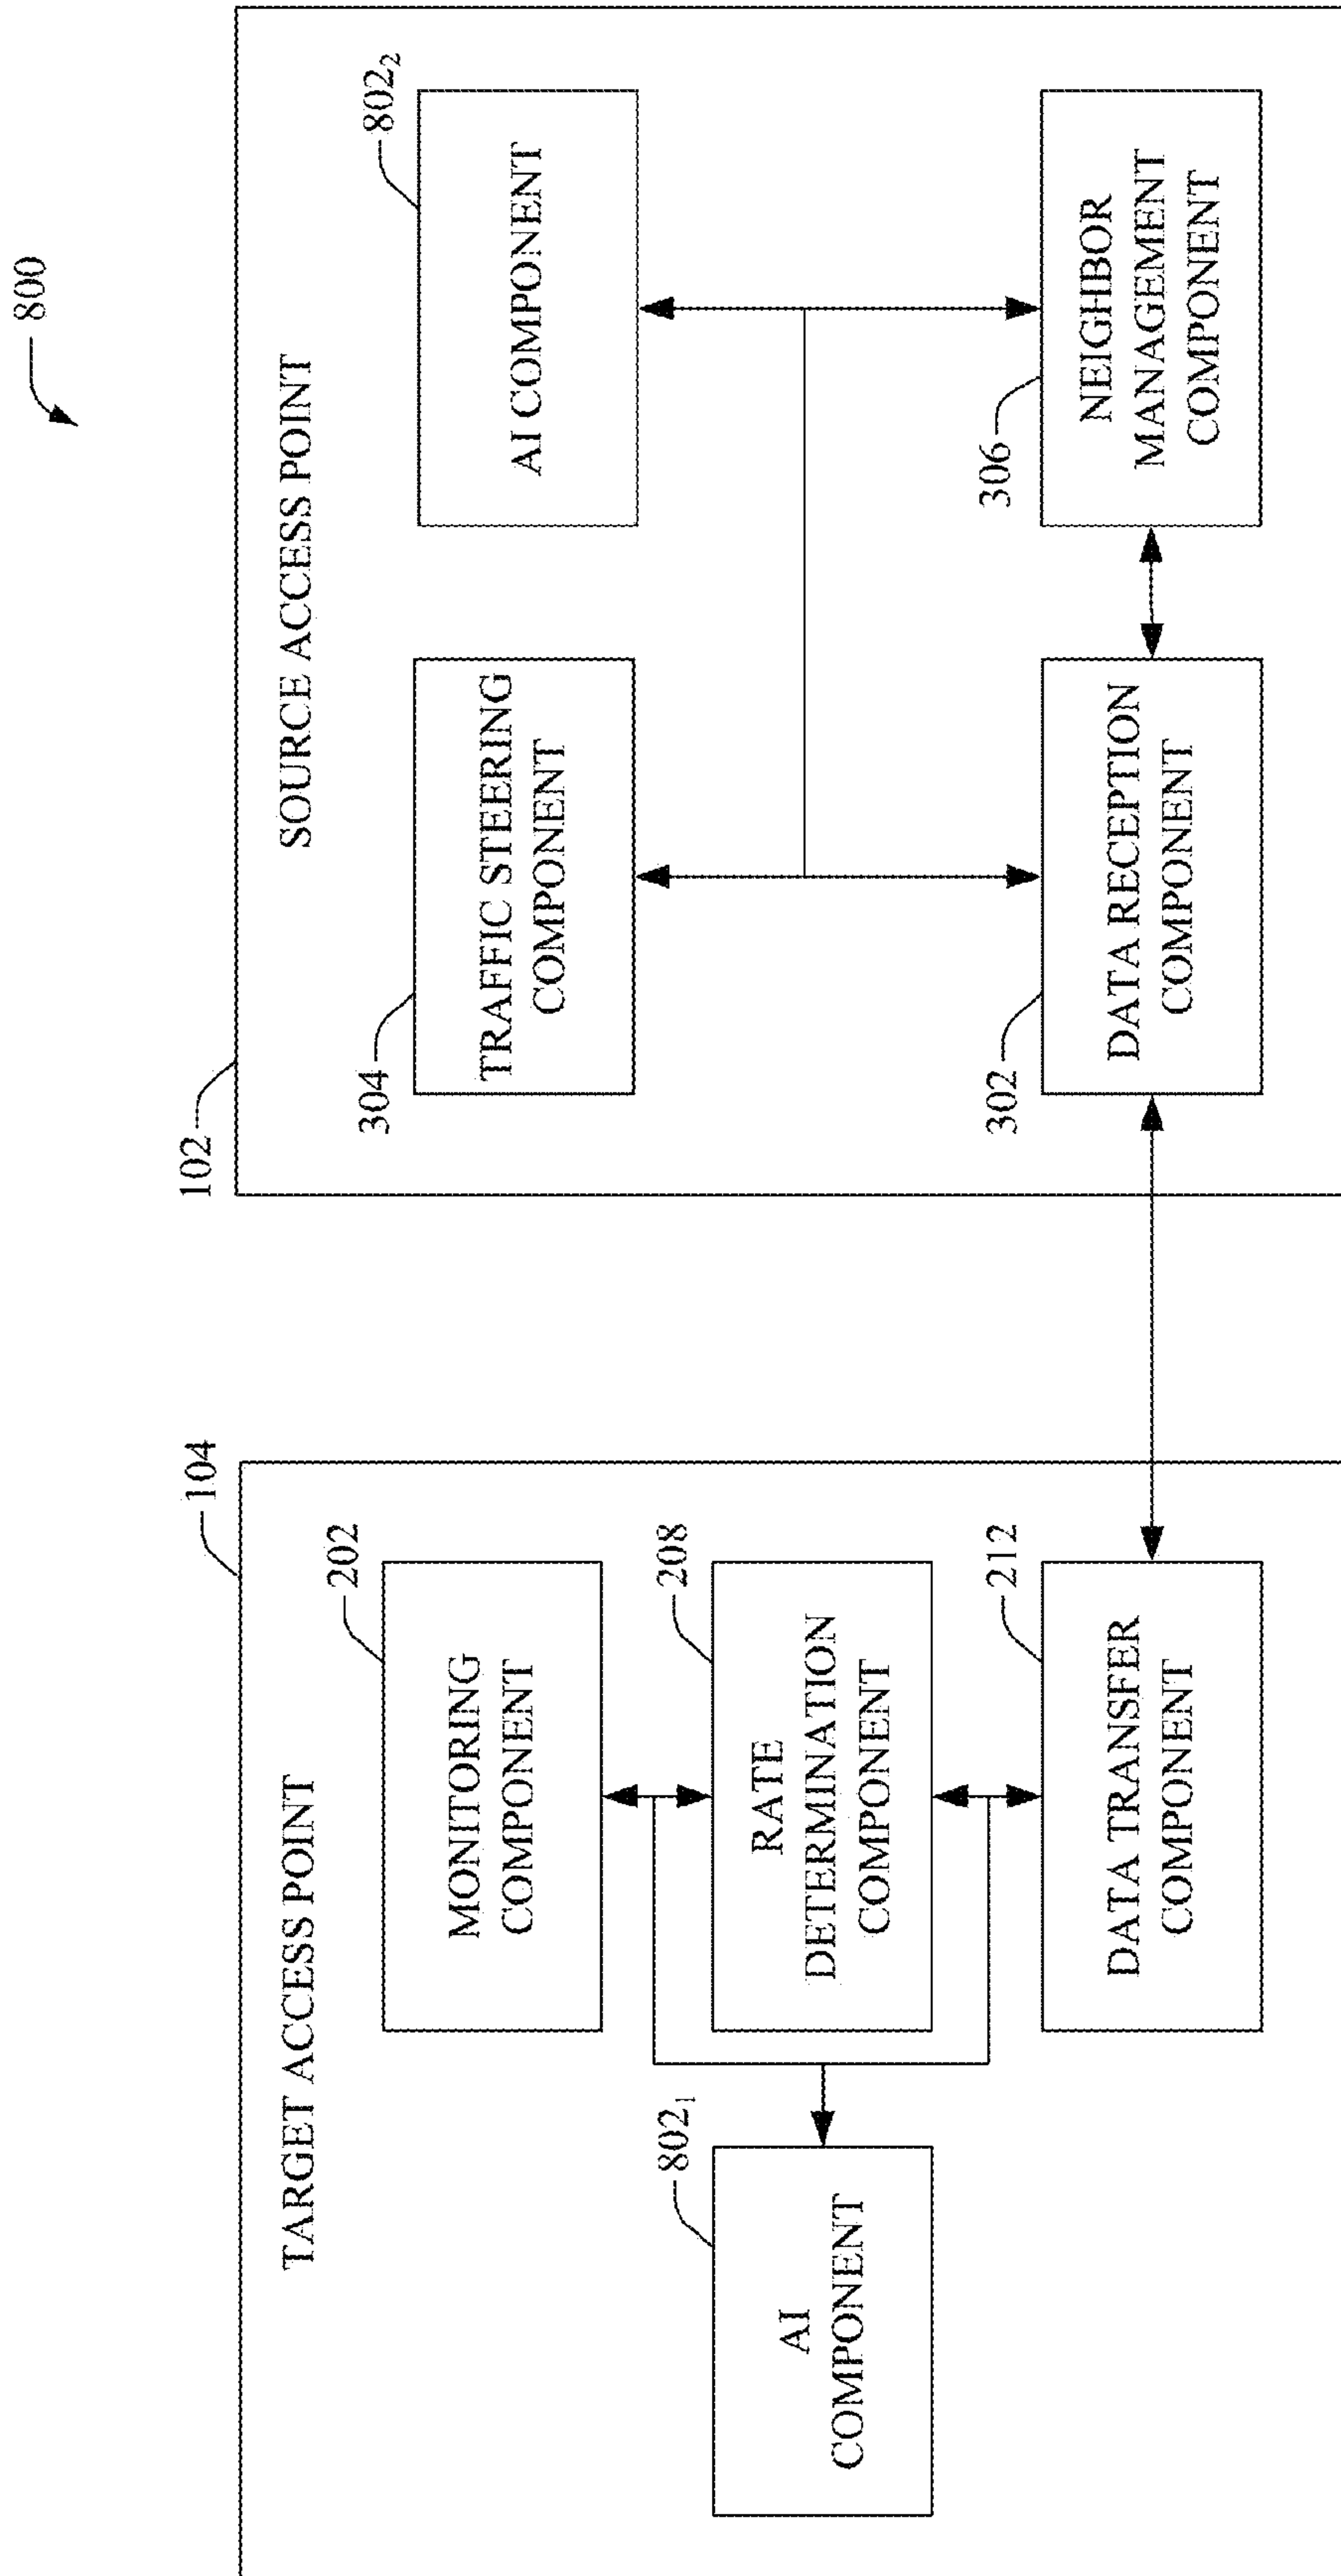 800
TARGET ACCESS POINT
104
MONITORING
COMPONENT
202
AI
COMPONENT
802₁
RATE
DETERMINATION
COMPONENT
208
DATA TRANSFER
COMPONENT
212
102
SOURCE ACCESS POINT
304
TRAFFIC STEERING
COMPONENT
AI COMPONENT
802₂
302
DATA RECEPTION
COMPONENT
306
NEIGHBOR
MANAGEMENT
COMPONENT